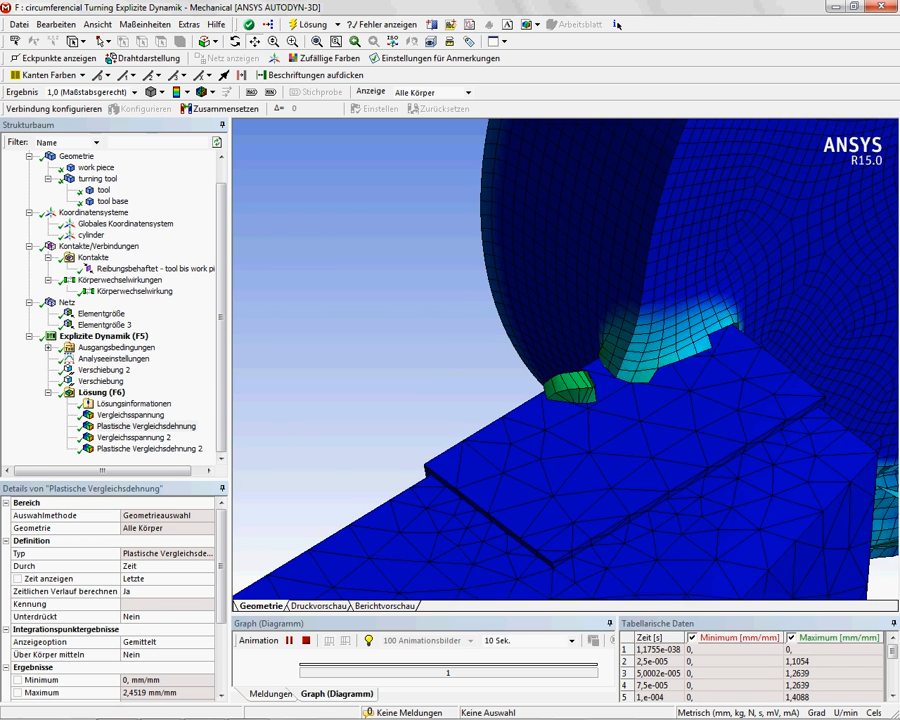 F : circumferencial Turning Explizite Dynamik - Mechanical [ANSYS AUTODYN-3D]
Datei Bearbeiten Ansicht Maßeinheiten Extras Hilfe Lösung ?/ Fehler anzeigen Arbeitsblatt
Eckpunkte anzeigen Drahtdarstellung Netz anzeigen Zufällige Farben Einstellungen für Anmerkungen
Kanten Farben Beschriftungen aufdicken
Ergebnis 1,0 (Maßstabsgerecht) Stichprobe Anzeige Alle Körper
Verbindung konfigurieren Konfigurieren Zusammensetzen Δ= 0 Einstellen Zurücksetzen
Strukturbaum
Filter: Name
Geometrie
work piece
turning tool
tool
tool base
Koordinatensysteme
Globales Koordinatensystem
cylinder
Kontakte/Verbindungen
Kontakte
Reibungsbehaftet - tool bis work pi
Körperwechselwirkungen
Körperwechselwirkung
Netz
Elementgröße
Elementgröße 3
Explizite Dynamik (F5)
Ausgangsbedingungen
Analyseeinstellungen
Verschiebung 2
Verschiebung
Lösung (F6)
Lösungsinformationen
Vergleichsspannung
Plastische Vergleichsdehnung
Vergleichsspannung 2
Plastische Vergleichsdehnung 2
Details von "Plastische Vergleichsdehnung"
Bereich
Auswahlmethode Geometrieauswahl
Geometrie Alle Körper
Definition
Typ Plastische Vergleichsde...
Durch Zeit
Zeit anzeigen Letzte
Zeitlichen Verlauf berechnen Ja
Kennung
Unterdrückt Nein
Integrationspunktergebnisse
Anzeigeoption Gemittelt
Über Körper mitteln Nein
Ergebnisse
Minimum 0, mm/mm
Maximum 2,4519 mm/mm
ANSYS
R15.0
Geometrie Druckvorschau Berichtvorschau
Graph (Diagramm)
Animation 100 Animationsbilder 10 Sek.
1
Meldungen Graph (Diagramm)
Tabellarische Daten
Zeit [s] Minimum [mm/mm] Maximum [mm/mm]
1 1,1755e-038 0, 0,
2 2,5e-005 0, 1,1054
3 5,0002e-005 0, 1,2639
4 7,5e-005 0, 1,2639
5 1,e-004 0, 1,4088
Keine Meldungen Keine Auswahl Metrisch (mm, kg, N, s, mV, mA) Grad U/min Cels